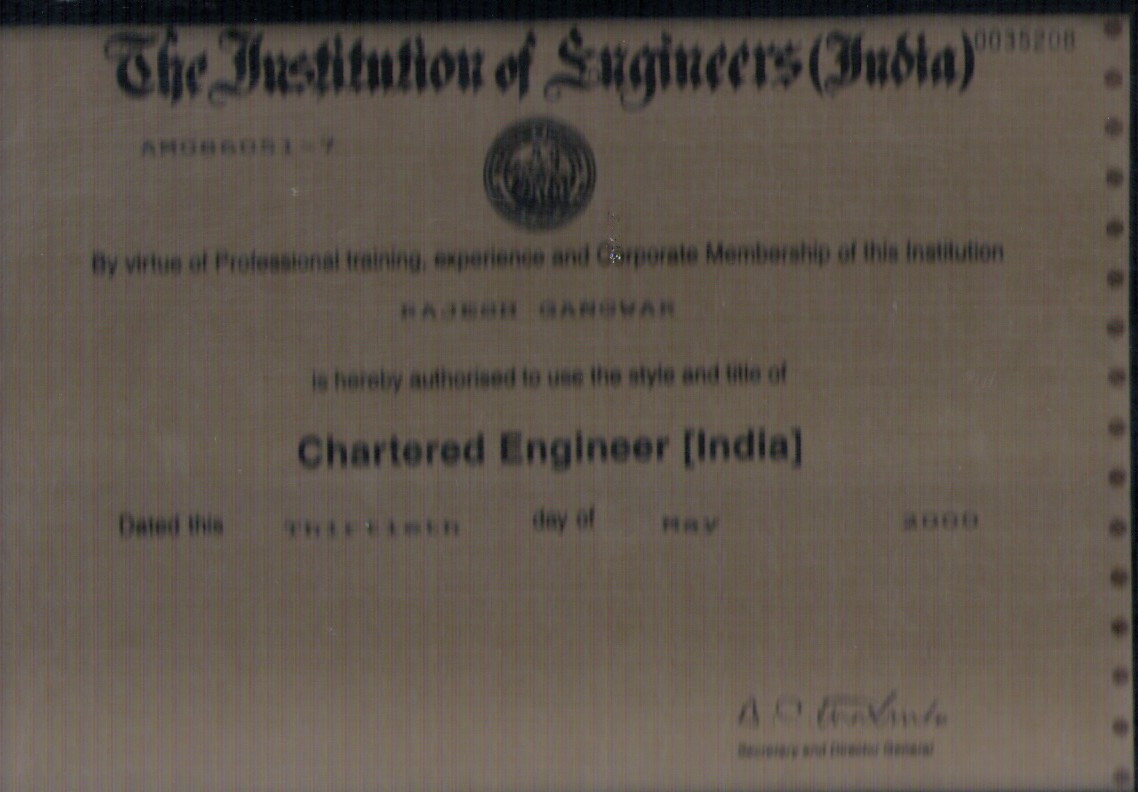 The Institution of Engineers (India)
0035208
AM086051-7
By virtue of Professional training, experience and Corporate Membership of this Institution
RAJESH GANGWAR
is hereby authorised to use the style and title of
Chartered Engineer [India]
Dated this Thirtieth day of May 2000
Secretary and Director General